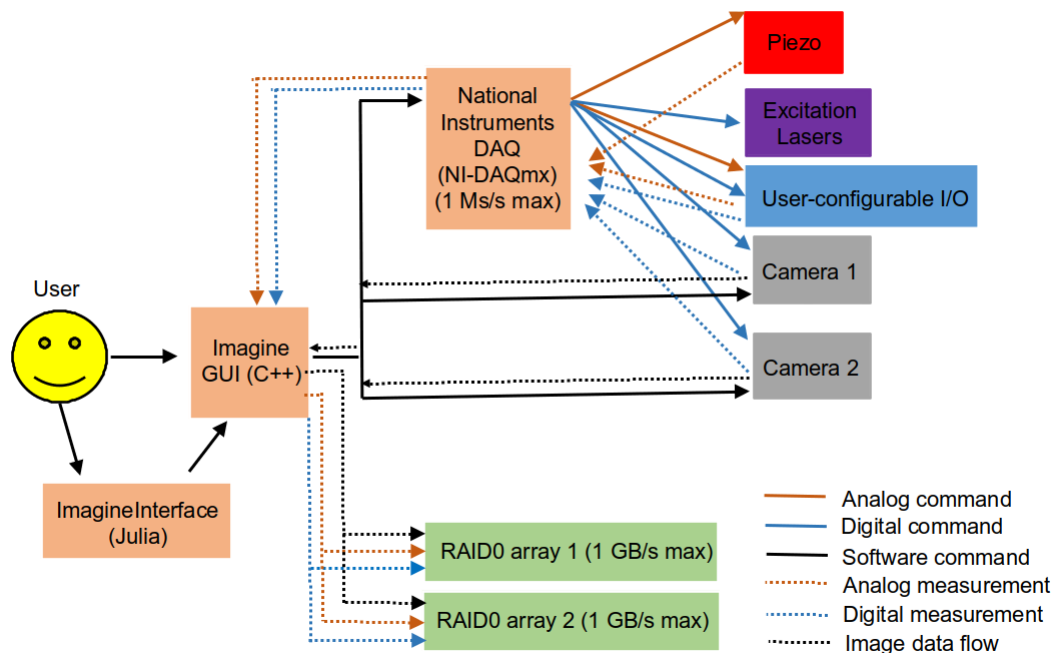 National
Instruments
DAQ
(NI-DAQmx)
(1 Ms/s max)
Piezo
Excitation
Lasers
User-configurable I/O
Camera 1
Camera 2
User
Imagine
GUI (C++)
ImagineInterface
(Julia)
RAID0 array 1 (1 GB/s max)
RAID0 array 2 (1 GB/s max)
Analog command
Digital command
Software command
Analog measurement
Digital measurement
Image data flow